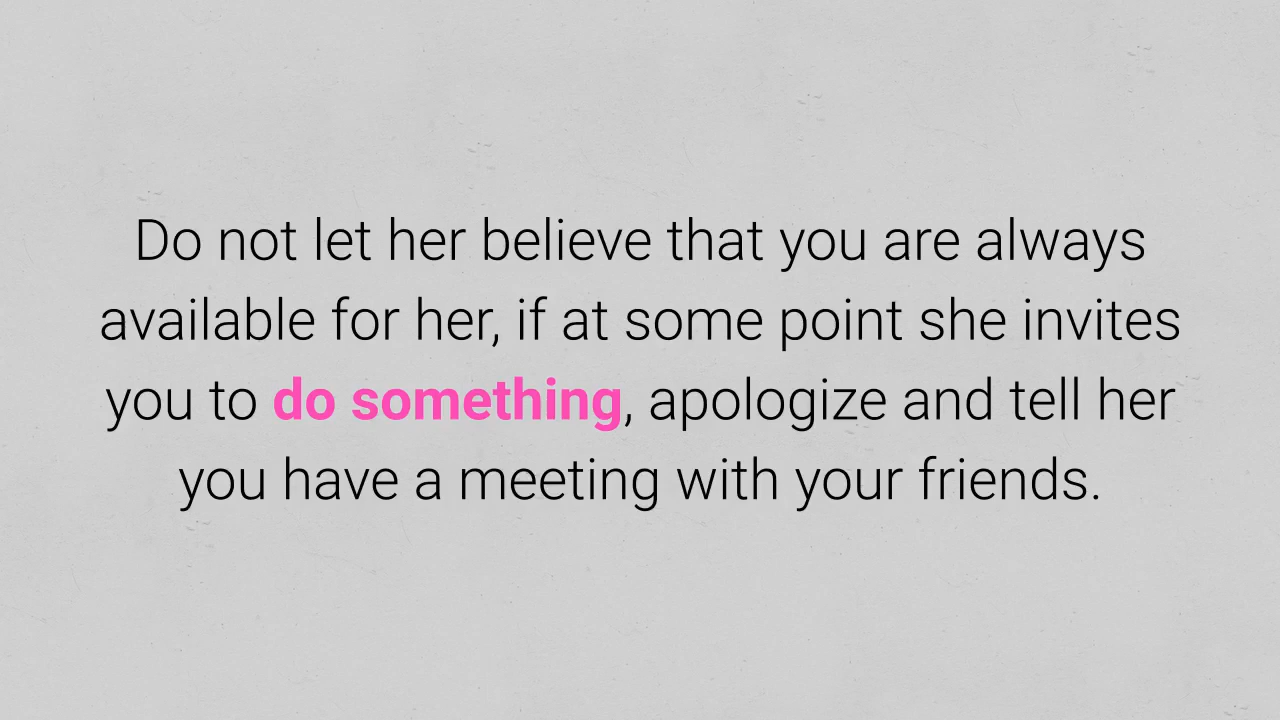 Do not let her believe that you are always
available for her, if at some point she invites
you to do something, apologize and tell her
you have a meeting with your friends.